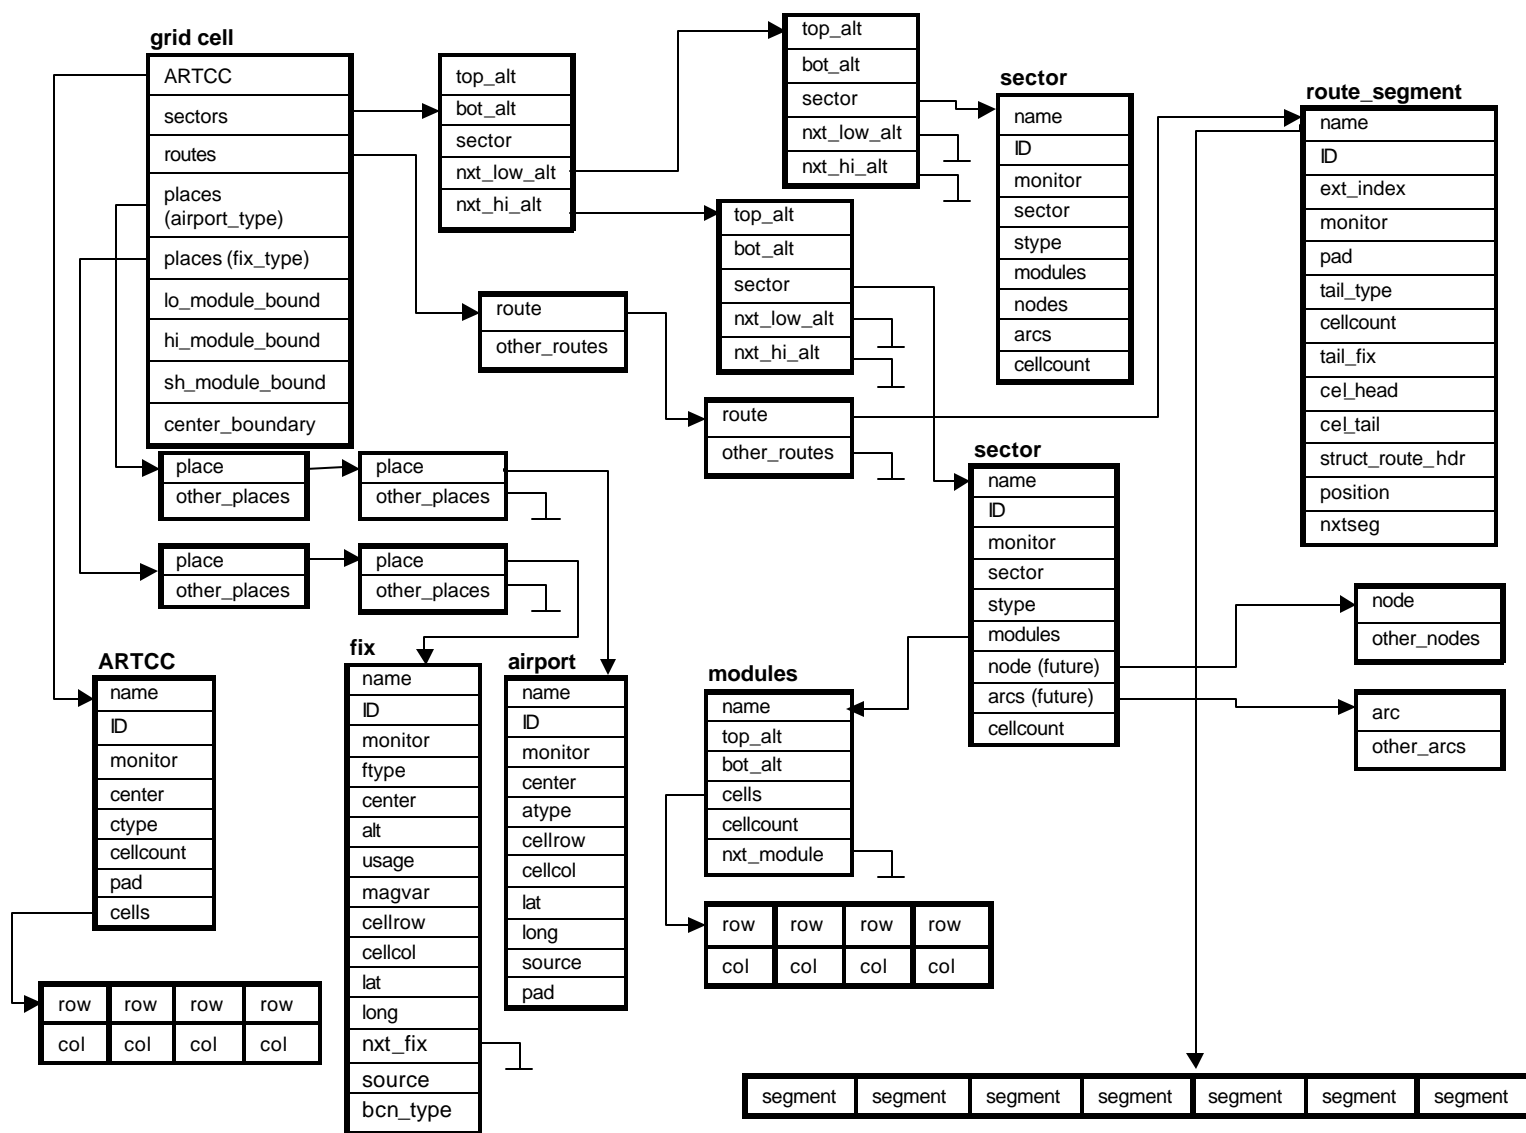 grid cell
ARTCC
sectors
routes
places
(airport_type)
places (fix_type)
lo_module_bound
hi_module_bound
sh_module_bound
center_boundary
top_alt
bot_alt
sector
nxt_low_alt
nxt_hi_alt
top_alt
bot_alt
sector
nxt_low_alt
nxt_hi_alt
top_alt
bot_alt
sector
nxt_low_alt
nxt_hi_alt
sector
name
ID
monitor
sector
stype
modules
nodes
arcs
cellcount
route_segment
name
ID
ext_index
monitor
pad
tail_type
cellcount
tail_fix
cel_head
cel_tail
struct_route_hdr
position
nxtseg
route
other_routes
route
other_routes
place
other_places
place
other_places
place
other_places
place
other_places
sector
name
ID
monitor
sector
stype
modules
node (future)
arcs (future)
cellcount
node
other_nodes
arc
other_arcs
ARTCC
name
ID
monitor
center
ctype
cellcount
pad
cells
row row row row
col col col col
fix
name
ID
monitor
ftype
center
alt
usage
magvar
cellrow
cellcol
lat
long
nxt_fix
source
bcn_type
airport
name
ID
monitor
center
atype
cellrow
cellcol
lat
long
source
pad
modules
name
top_alt
bot_alt
cells
cellcount
nxt_module
row row row row
col col col col
segment segment segment segment segment segment segment